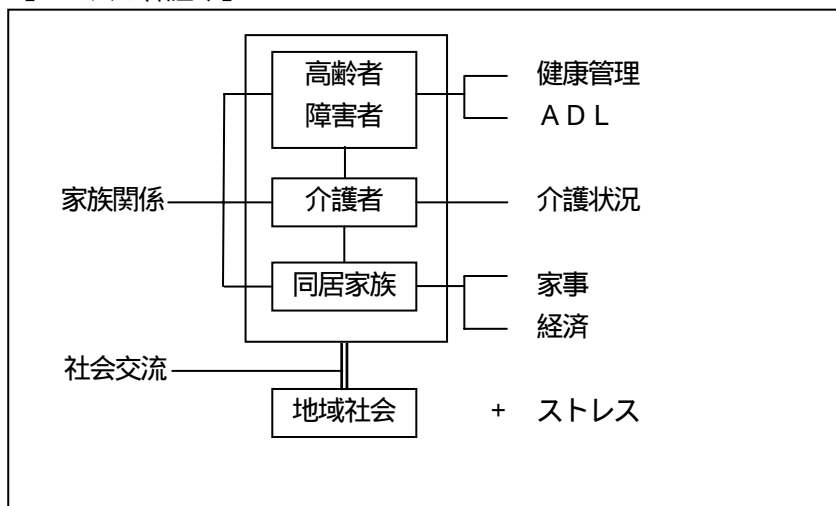 高齢者
障害者
健康管理
ＡＤＬ
家族関係
介護者
介護状況
同居家族
家事
経済
社会交流
地域社会
+ ストレス